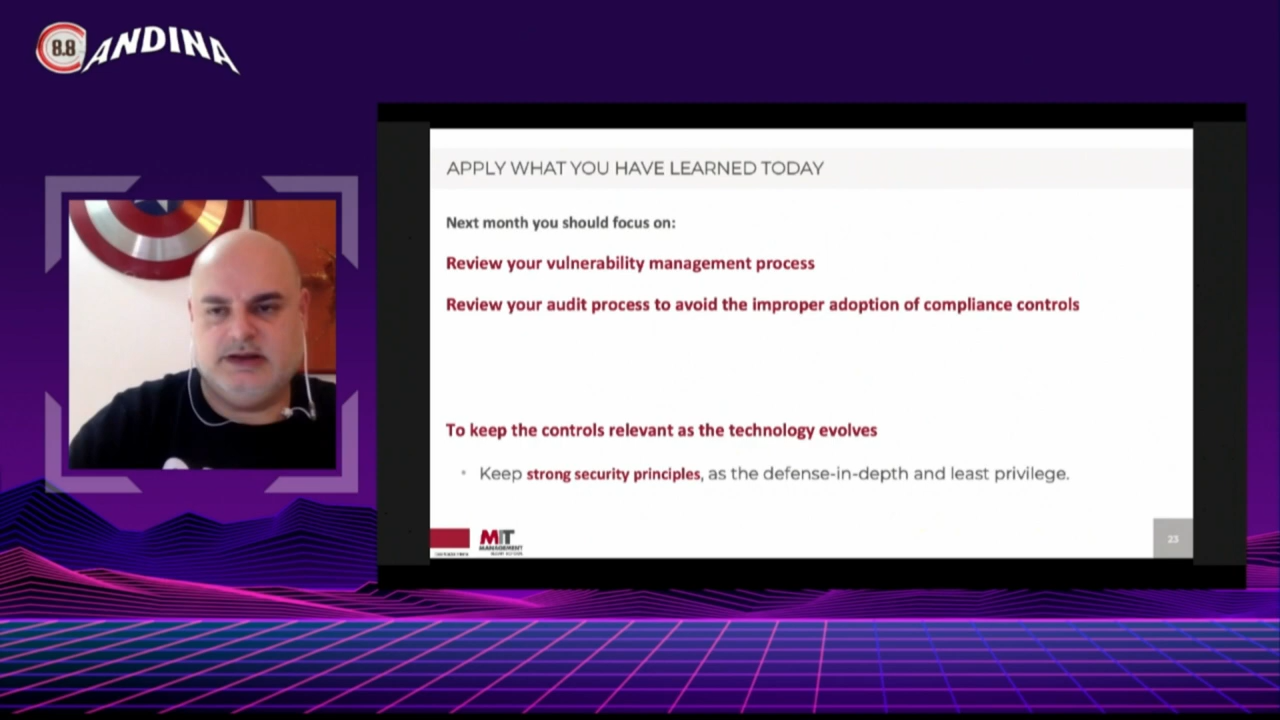 8.8 ANDINA
APPLY WHAT YOU HAVE LEARNED TODAY
Next month you should focus on:
Review your vulnerability management process
Review your audit process to avoid the improper adoption of compliance controls
To keep the controls relevant as the technology evolves
Keep strong security principles, as the defense-in-depth and least privilege.
MIT
MANAGEMENT
23